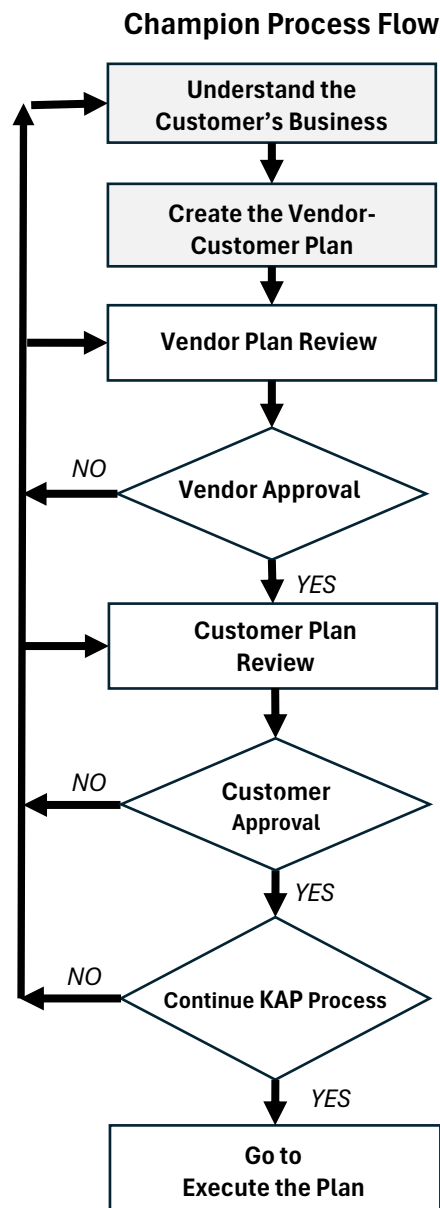 Champion Process Flow
Understand the
Customer’s Business
Create the Vendor-
Customer Plan
Vendor Plan Review
Vendor Approval
NO
YES
Customer Plan
Review
Customer
Approval
NO
YES
Continue KAP Process
NO
YES
Go to
Execute the Plan